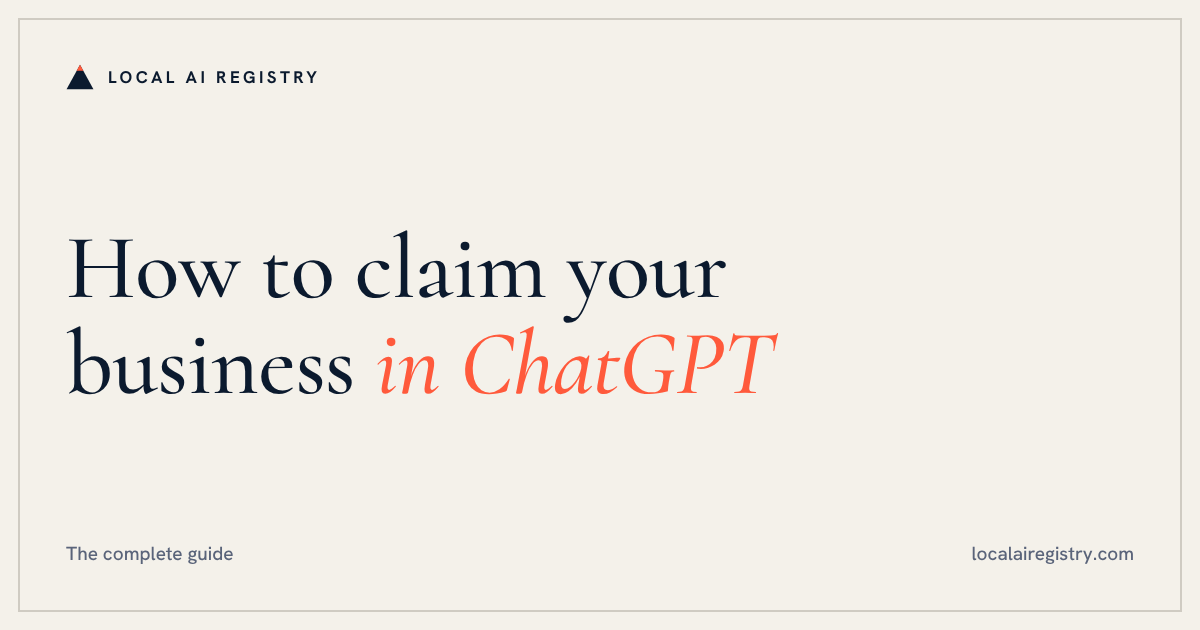 LOCAL AI REGISTRY
How to claim your
business in ChatGPT
The complete guide
localairegistry.com